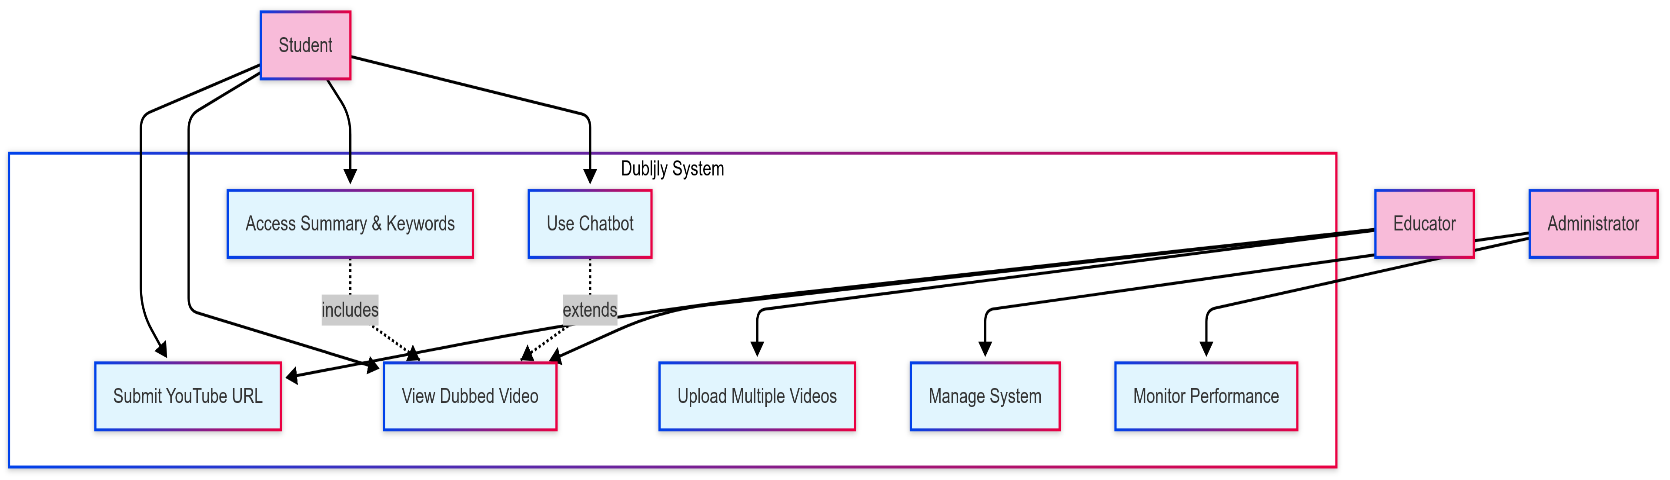 Student
Dubljly System
Access Summary & Keywords
Use Chatbot
Educator
Administrator
includes
extends
Submit YouTube URL
View Dubbed Video
Upload Multiple Videos
Manage System
Monitor Performance